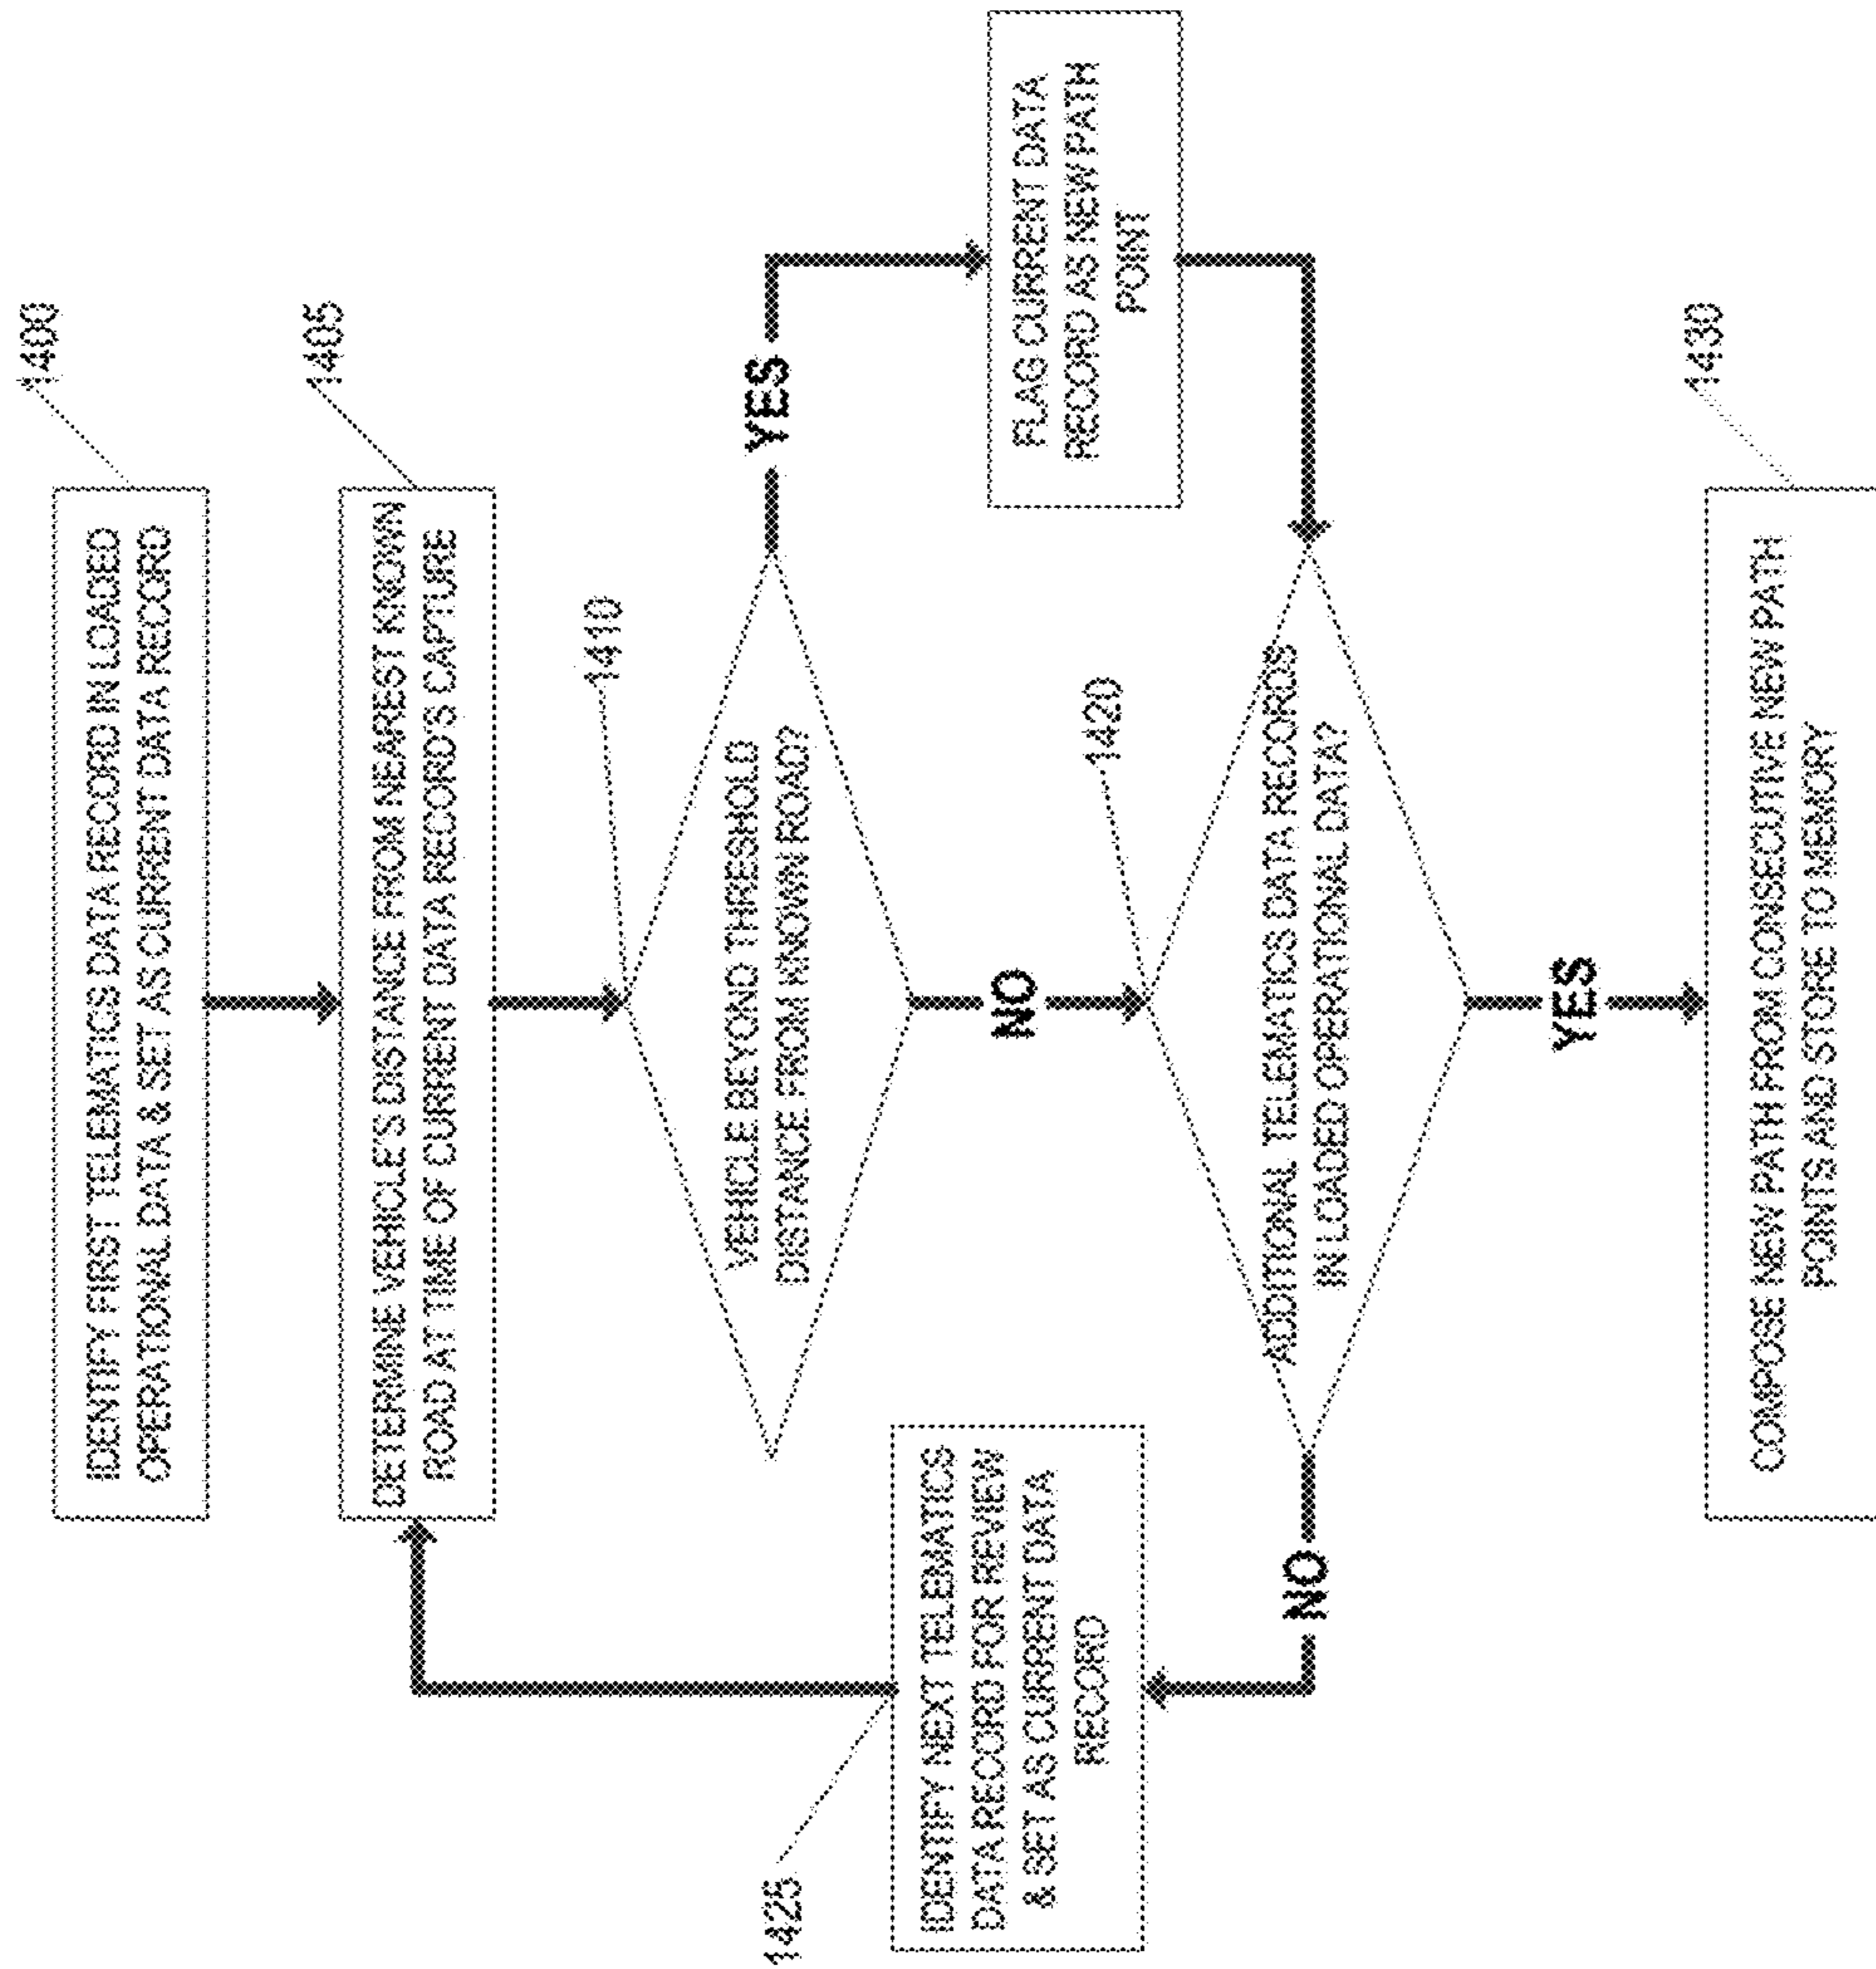 1400
IDENTIFY FIRST TELEMATICS DATA RECORD IN LOADED
OPERATIONAL DATA & SET AS CURRENT DATA RECORD
1405
DETERMINE VEHICLE'S DISTANCE FROM NEAREST KNOWN
ROAD AT TIME OF CURRENT DATA RECORD'S CAPTURE
1410
VEHICLE BEYOND THRESHOLD
DISTANCE FROM KNOWN ROAD?
YES
1425
IDENTIFY NEXT TELEMATICS
DATA RECORD FOR REVIEW
& SET AS CURRENT DATA
RECORD
NO
FLAG CURRENT DATA
RECORD AS NEW PATH
POINT
1420
ADDITIONAL TELEMATICS DATA RECORDS
IN LOADED OPERATIONAL DATA?
NO
YES
1430
COMPOSE NEW PATH FROM CONSECUTIVE NEW PATH
POINTS AND STORE TO MEMORY